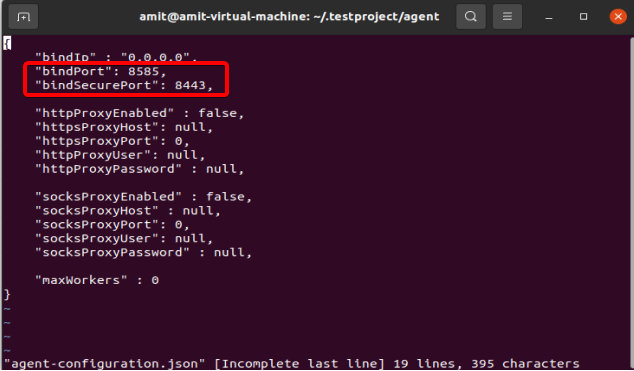 amit@amit-virtual-machine: ~/.testproject/agent
{
    "bindIp" : "0.0.0.0",
    "bindPort": 8585,
    "bindSecurePort": 8443,

    "httpProxyEnabled" : false,
    "httpsProxyHost": null,
    "httpsProxyPort": 0,
    "httpProxyUser": null,
    "httpProxyPassword" : null,

    "socksProxyEnabled" : false,
    "socksProxyHost" : null,
    "socksProxyPort": 0,
    "socksProxyUser": null,
    "socksProxyPassword" : null,

    "maxWorkers" : 0
}
~
~
~
~
"agent-configuration.json" [Incomplete last line] 19 lines, 395 characters